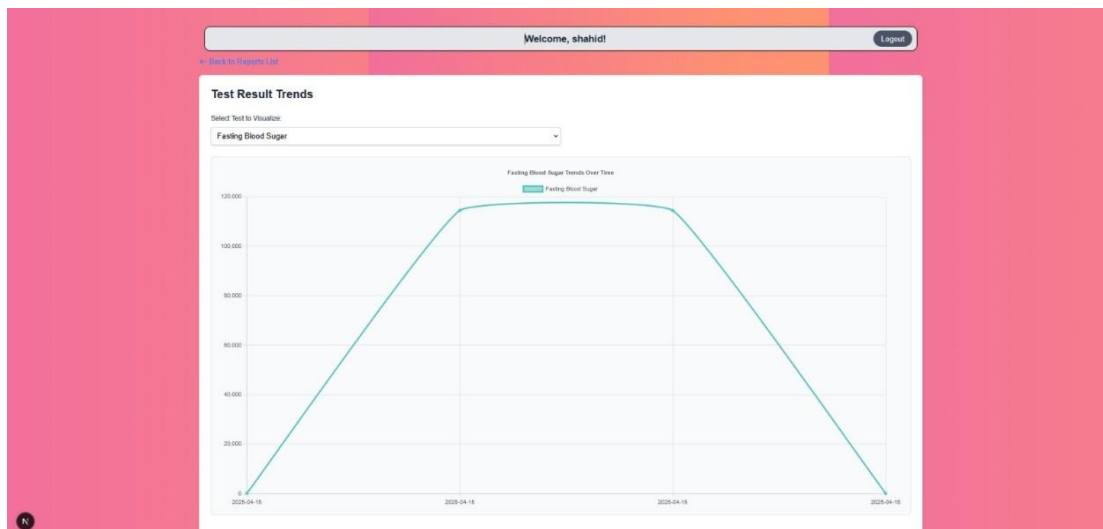 Welcome, shahid!
Logout
← Back to Reports List
Test Result Trends
Select Test to Visualize:
Fasting Blood Sugar
Fasting Blood Sugar Trends Over Time
Fasting Blood Sugar
120,000
100,000
80,000
60,000
40,000
20,000
0
2025-04-15 2025-04-15 2025-04-15 2025-04-15
N